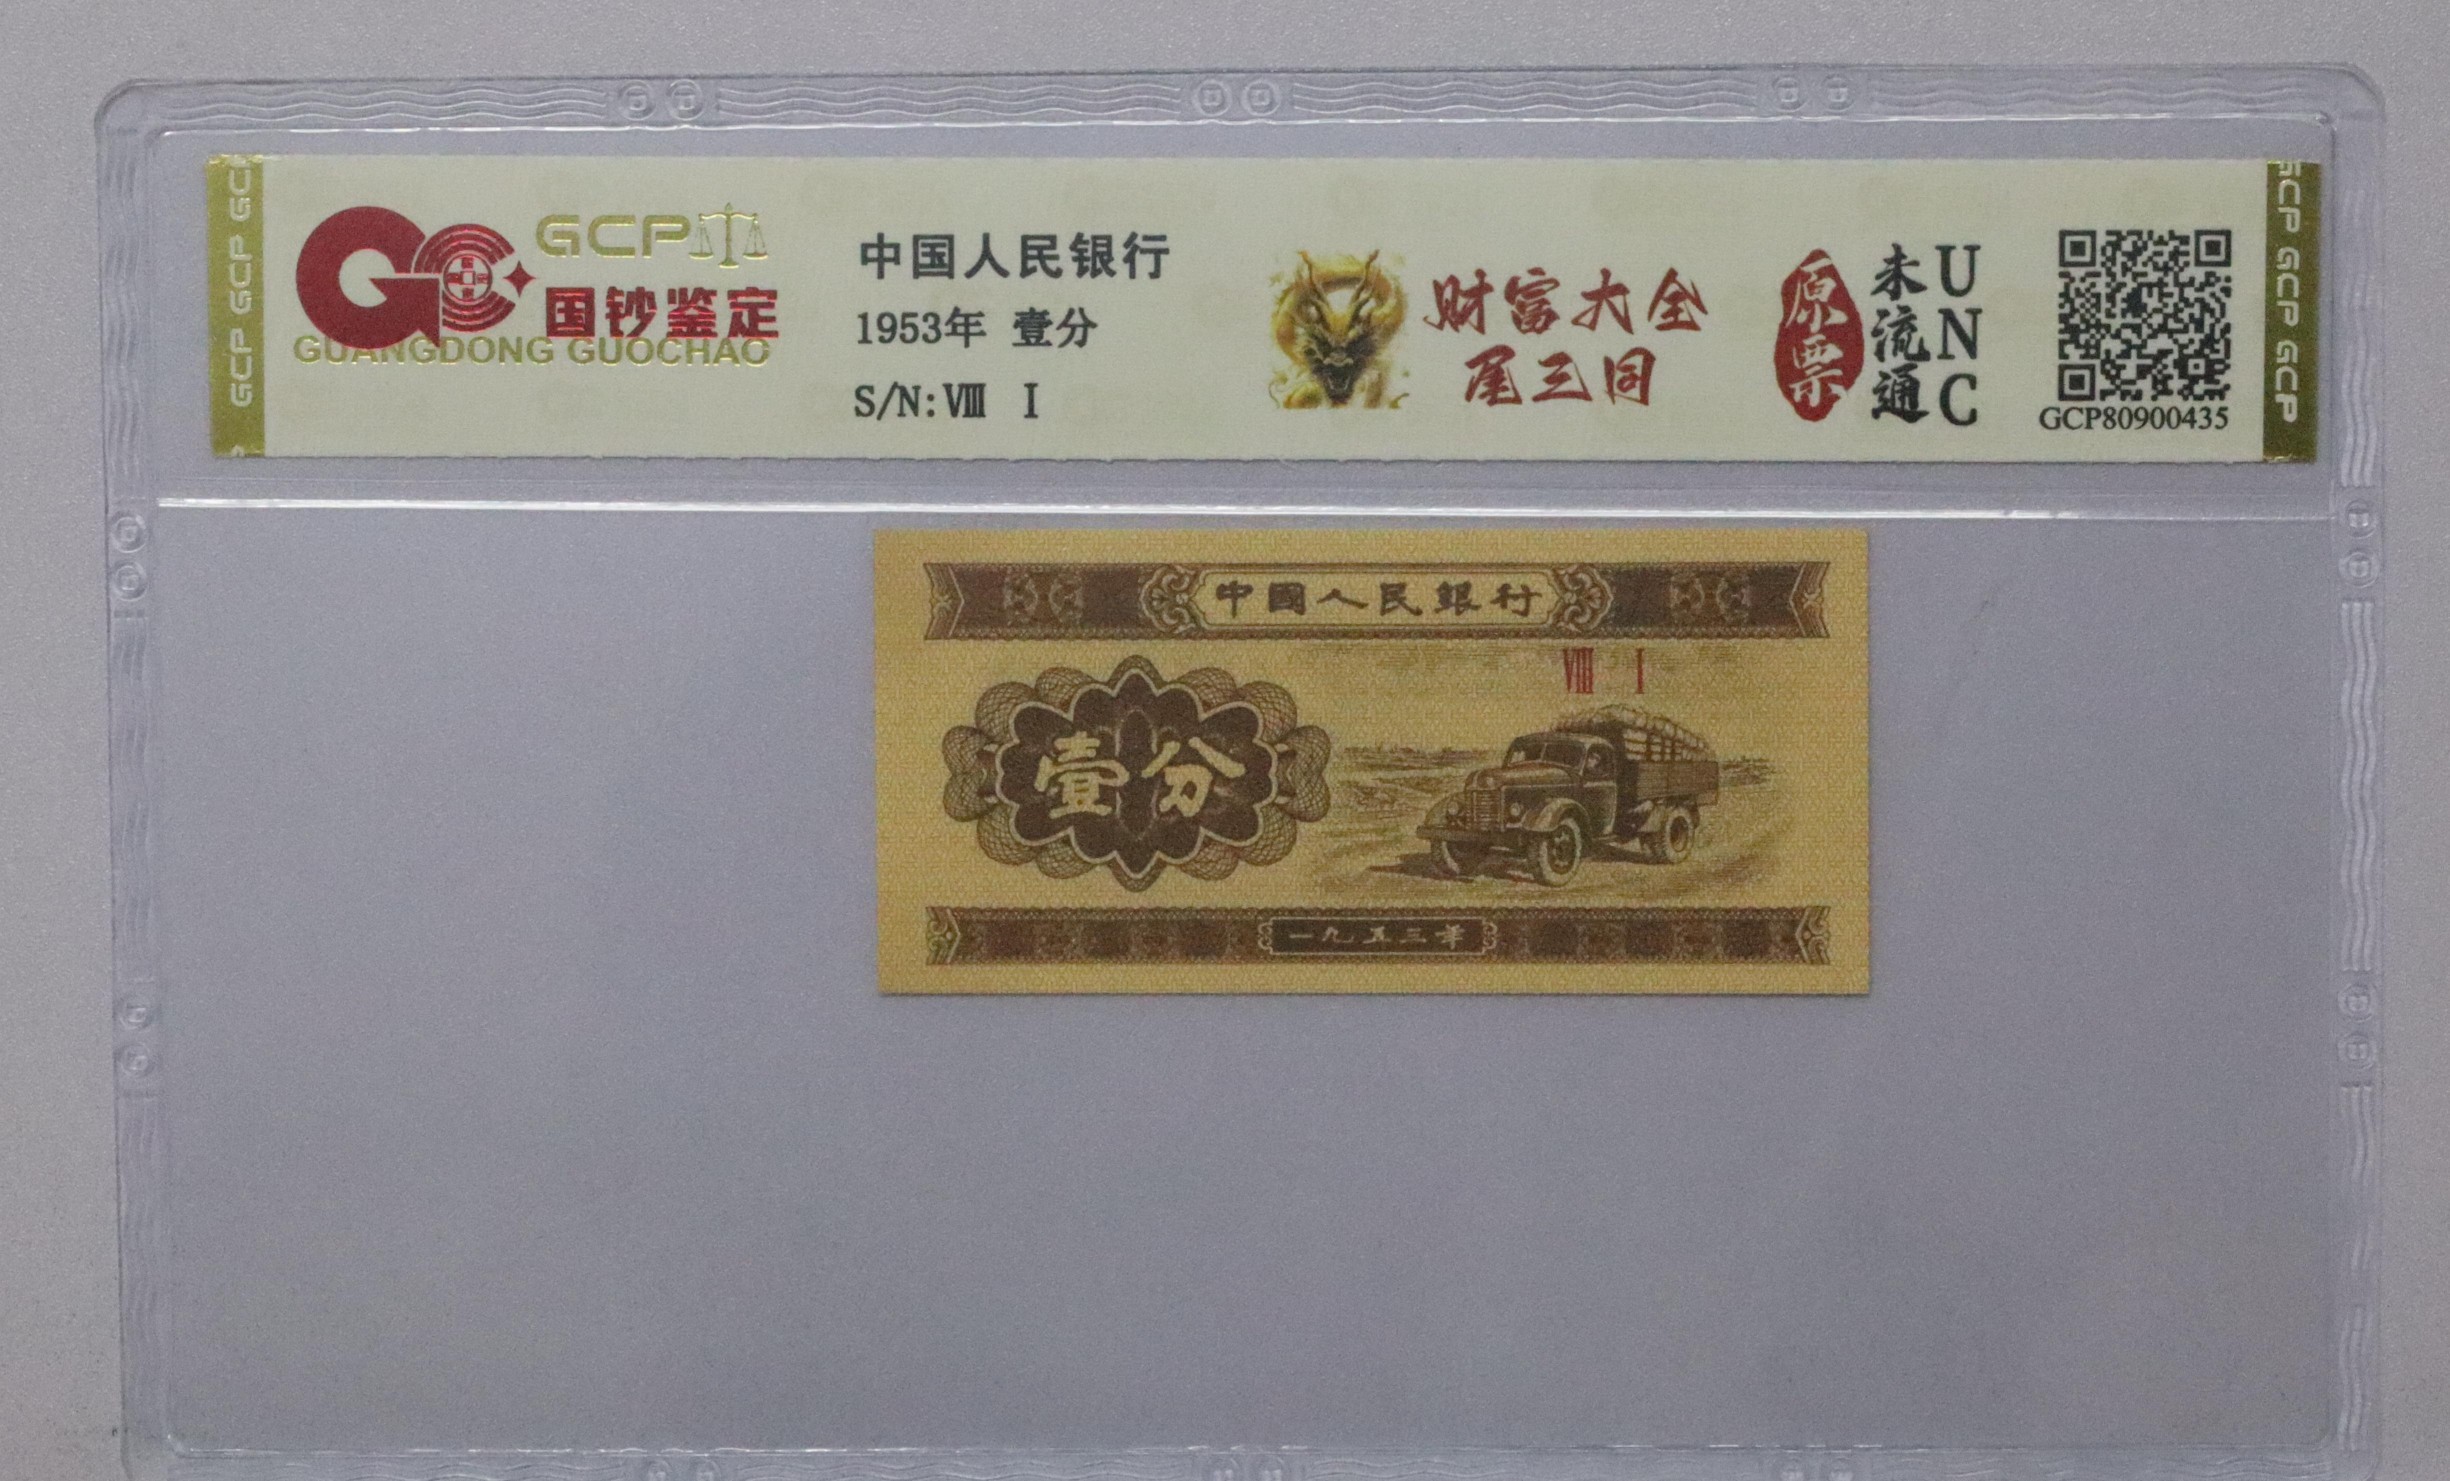 GCP
国钞鉴定
GUANGDONG GUOCHAO
中国人民银行
1953年 壹分
S/N:Ⅷ Ⅰ
财富大全
尾三同
原票
未流通
UNC
GCP80900435
GCP GCP GCP
GCP GCP GCP
中國人民銀行
Ⅷ Ⅰ
壹分
一九五三年